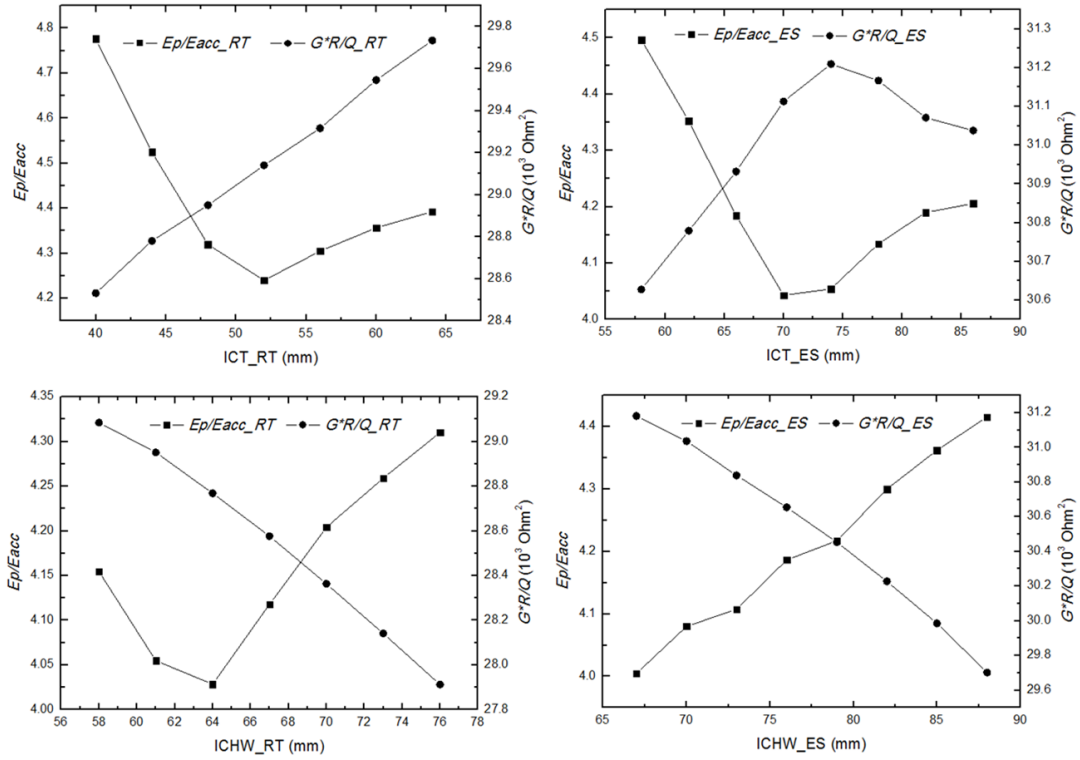 Ep/Eacc_RT G*R/Q_RT
4.8
4.7
4.6
4.5
4.4
4.3
4.2
Ep/Eacc
29.8
29.6
29.4
29.2
29.0
28.8
28.6
28.4
G*R/Q (10³ Ohm²)
40 45 50 55 60 65
ICT_RT (mm)
Ep/Eacc_ES G*R/Q_ES
4.5
4.4
4.3
4.2
4.1
4.0
Ep/Eacc
31.3
31.2
31.1
31.0
30.9
30.8
30.7
30.6
G*R/Q (10³ Ohm²)
55 60 65 70 75 80 85 90
ICT_ES (mm)
Ep/Eacc_RT G*R/Q_RT
4.35
4.30
4.25
4.20
4.15
4.10
4.05
4.00
Ep/Eacc
29.2
29.0
28.8
28.6
28.4
28.2
28.0
27.8
G*R/Q (10³ Ohm²)
56 58 60 62 64 66 68 70 72 74 76 78
ICHW_RT (mm)
Ep/Eacc_ES G*R/Q_ES
4.4
4.3
4.2
4.1
4.0
Ep/Eacc
31.2
31.0
30.8
30.6
30.4
30.2
30.0
29.8
29.6
G*R/Q (10³ Ohm²)
65 70 75 80 85 90
ICHW_ES (mm)